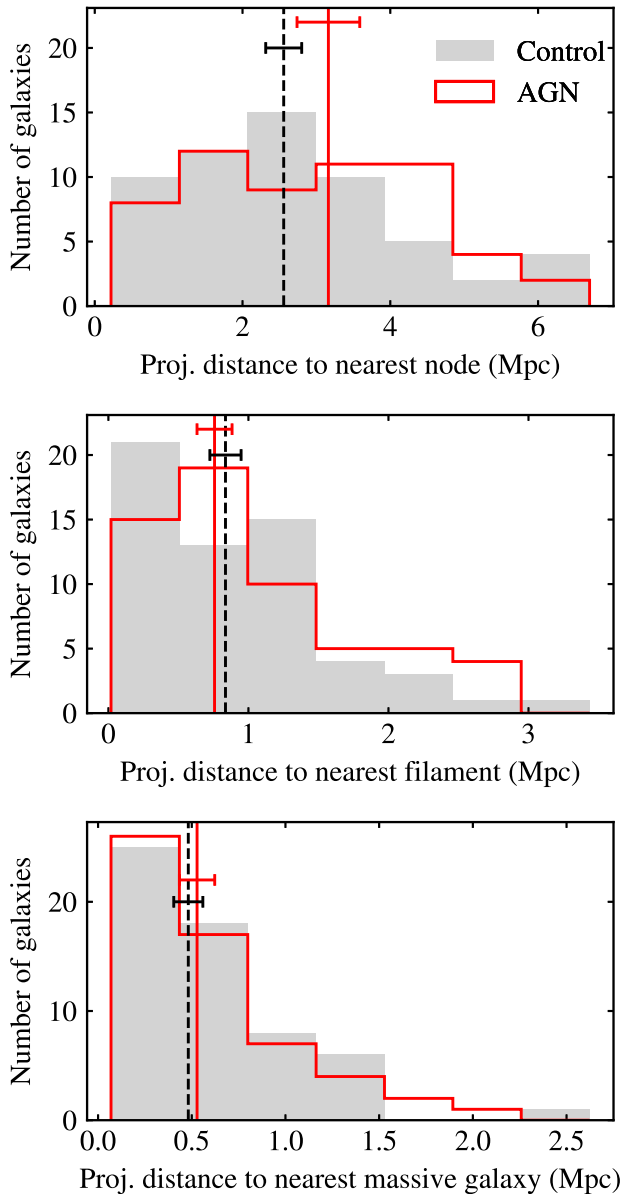 Number of galaxies
20
15
10
5
0
Control
AGN
0 2 4 6
Proj. distance to nearest node (Mpc)
Number of galaxies
20
15
10
5
0
0 1 2 3
Proj. distance to nearest filament (Mpc)
Number of galaxies
20
10
0
0.0 0.5 1.0 1.5 2.0 2.5
Proj. distance to nearest massive galaxy (Mpc)